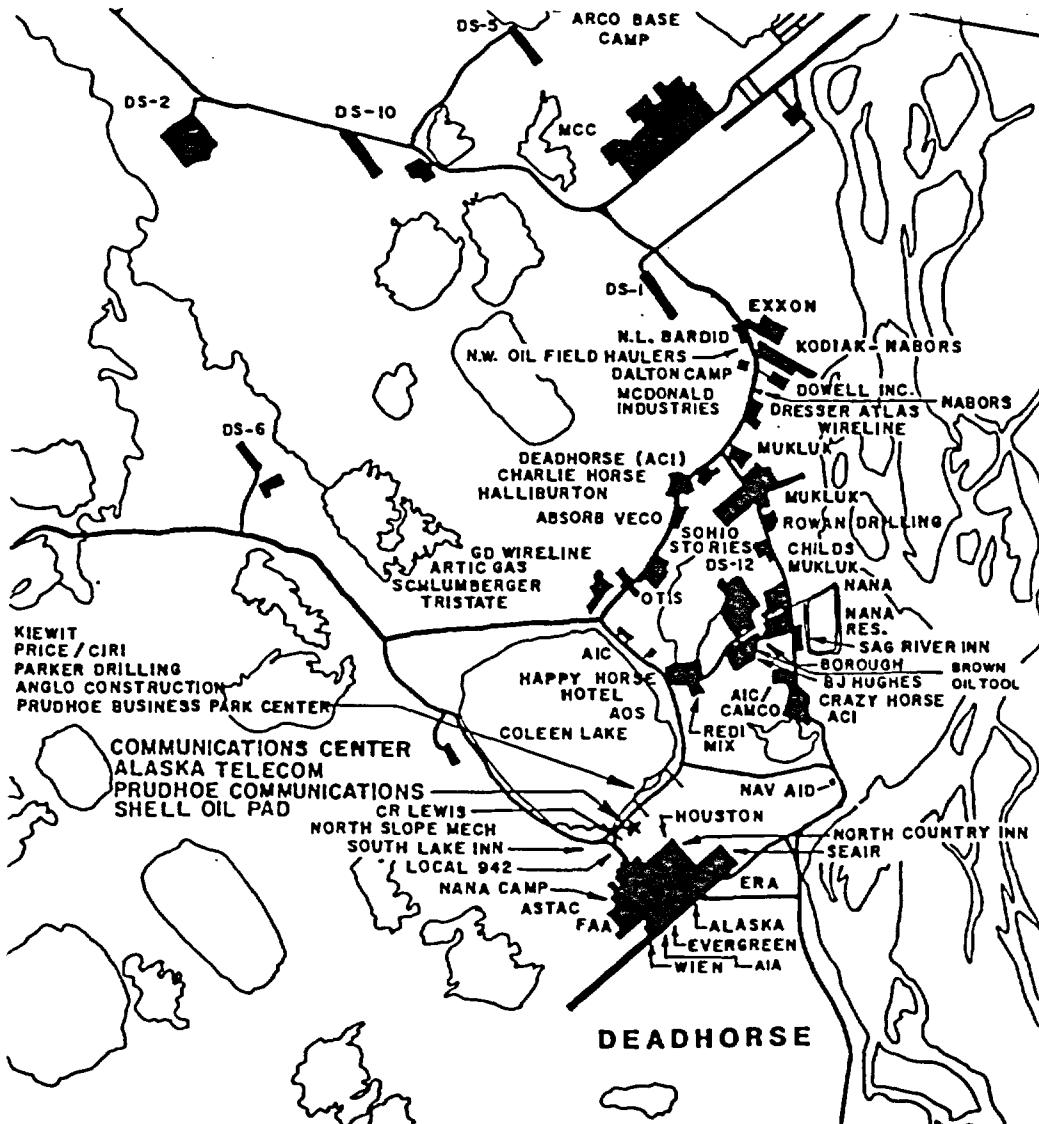 DS-5
ARCO BASE
CAMP
DS-2
DS-10
MCC
DS-1
EXXON
N.L. BARDID
N.W. OIL FIELD HAULERS
KODIAK-NABORS
DALTON CAMP
MCDONALD
INDUSTRIES
DOWELL INC.
NABORS
DRESSER ATLAS
WIRELINE
DS-6
MUKLUK
DEADHORSE (ACI)
CHARLIE HORSE
HALLIBURTON
MUKLUK
ABSORB VECO
ROWAN DRILLING
SOHIO
STORIES
DS-12
CHILDS
MUKLUK
GD WIRELINE
ARTIC GAS
SCHLUMBERGER
TRISTATE
OTIS
NANA
NANA
RES.
SAG RIVER INN
KIEWIT
PRICE/CIRI
PARKER DRILLING
ANGLO CONSTRUCTION
PRUDHOE BUSINESS PARK CENTER
AIC
HAPPY HORSE
HOTEL
AOS
COLEEN LAKE
BOROUGH
BROWN
OIL TOOL
BJ HUGHES
AIC/
CAMCO
CRAZY HORSE
ACI
REDI
MIX
COMMUNICATIONS CENTER
ALASKA TELECOM
PRUDHOE COMMUNICATIONS
SHELL OIL PAD
NAV AID
CR LEWIS
NORTH SLOPE MECH
SOUTH LAKE INN
LOCAL 942
NANA CAMP
ASTAC
FAA
HOUSTON
NORTH COUNTRY INN
SEAIR
ERA
ALASKA
EVERGREEN
WIEN
AIA
DEADHORSE